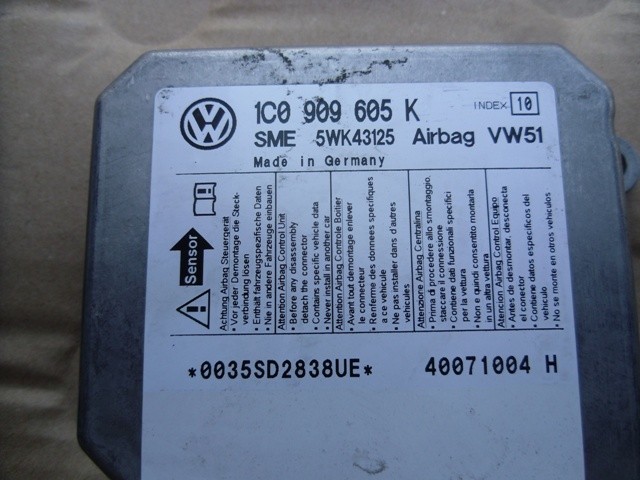 VW
1C0 909 605 K
INDEX 10
SME 5WK43125 Airbag VW51
Made in Germany
Sensor
Achtung Airbag Steuergerät
• Vor jeder Demontage die Steck-
verbindung lösen
• Enthält fahrzeugspezifische Daten
• Nie in andere Fahrzeuge einbauen
Attention Airbag Control Unit
• Before any disassembly
detach the connector
• Contains specific vehicle data
• Never install in another car
Attention Airbag Controle Boitier
• Avant tout demontage enlever
le connecteur
• Renferme des donnees specifiques
a ce vehicule
• Ne pas installer dans d'autres
vehicules
Attenzione Airbag Centralina
• Prima di procedere allo smontaggio,
staccare il connessione
• Contiene dati funzionali specifici
per la vettura
• Non e quindi consentito montarla
in un altra vettura
Atencion Airbag Control Equipo
• Antes de desmontar, desconecta
el conector
• Contiene datos especificos del
vehiculo
• No se monte en otros vehiculos
*0035SD2838UE*
40071004 H